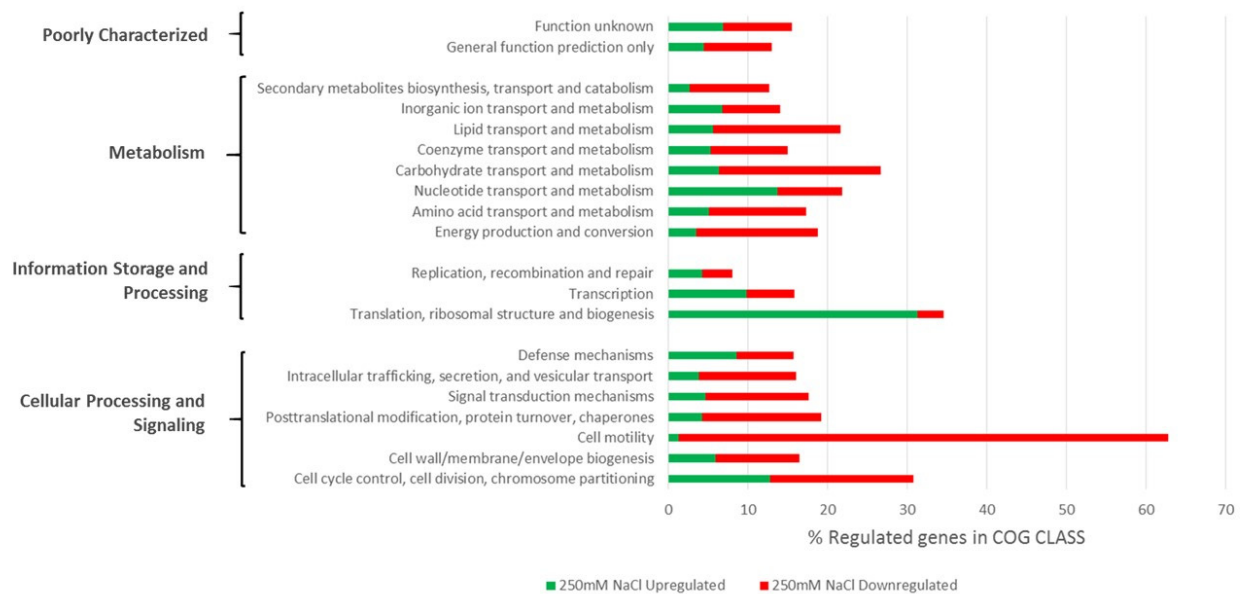 Poorly Characterized
Function unknown
General function prediction only
Metabolism
Secondary metabolites biosynthesis, transport and catabolism
Inorganic ion transport and metabolism
Lipid transport and metabolism
Coenzyme transport and metabolism
Carbohydrate transport and metabolism
Nucleotide transport and metabolism
Amino acid transport and metabolism
Energy production and conversion
Information Storage and
Processing
Replication, recombination and repair
Transcription
Translation, ribosomal structure and biogenesis
Cellular Processing and
Signaling
Defense mechanisms
Intracellular trafficking, secretion, and vesicular transport
Signal transduction mechanisms
Posttranslational modification, protein turnover, chaperones
Cell motility
Cell wall/membrane/envelope biogenesis
Cell cycle control, cell division, chromosome partitioning
0 10 20 30 40 50 60 70
% Regulated genes in COG CLASS
250mM NaCl Upregulated 250mM NaCl Downregulated